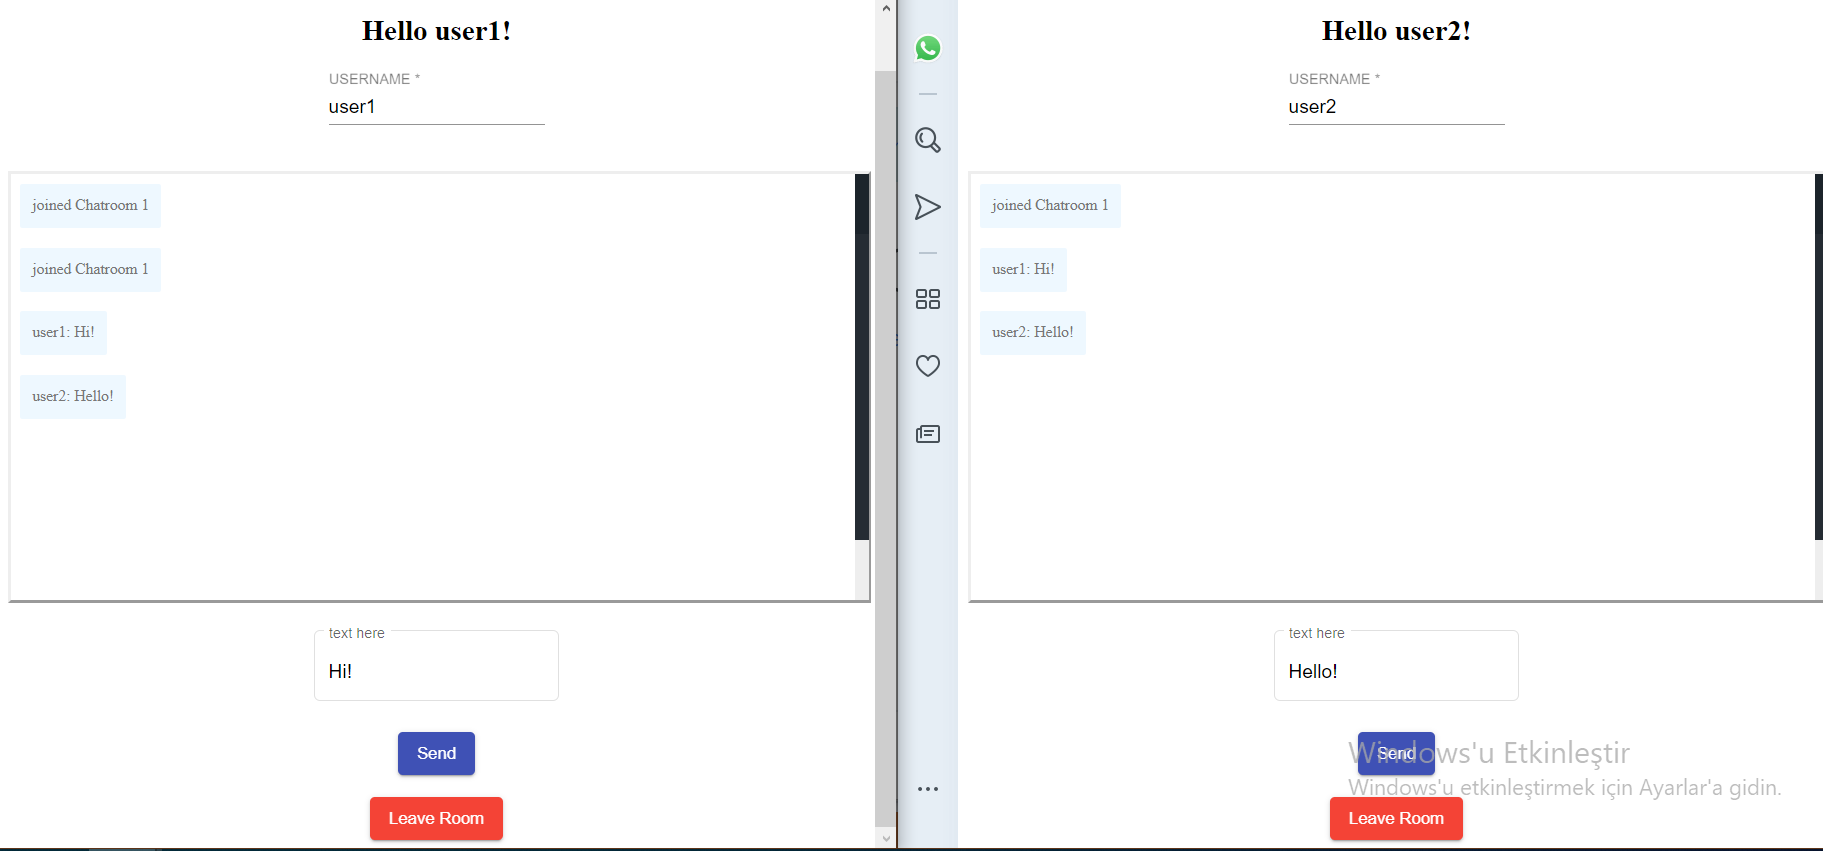 Hello user1!
USERNAME *
user1
joined Chatroom 1
joined Chatroom 1
user1: Hi!
user2: Hello!
text here
Hi!
Send
Leave Room
Hello user2!
USERNAME *
user2
joined Chatroom 1
user1: Hi!
user2: Hello!
text here
Hello!
Send
Windows'u Etkinleştir
Windows'u etkinleştirmek için Ayarlar'a gidin.
Leave Room